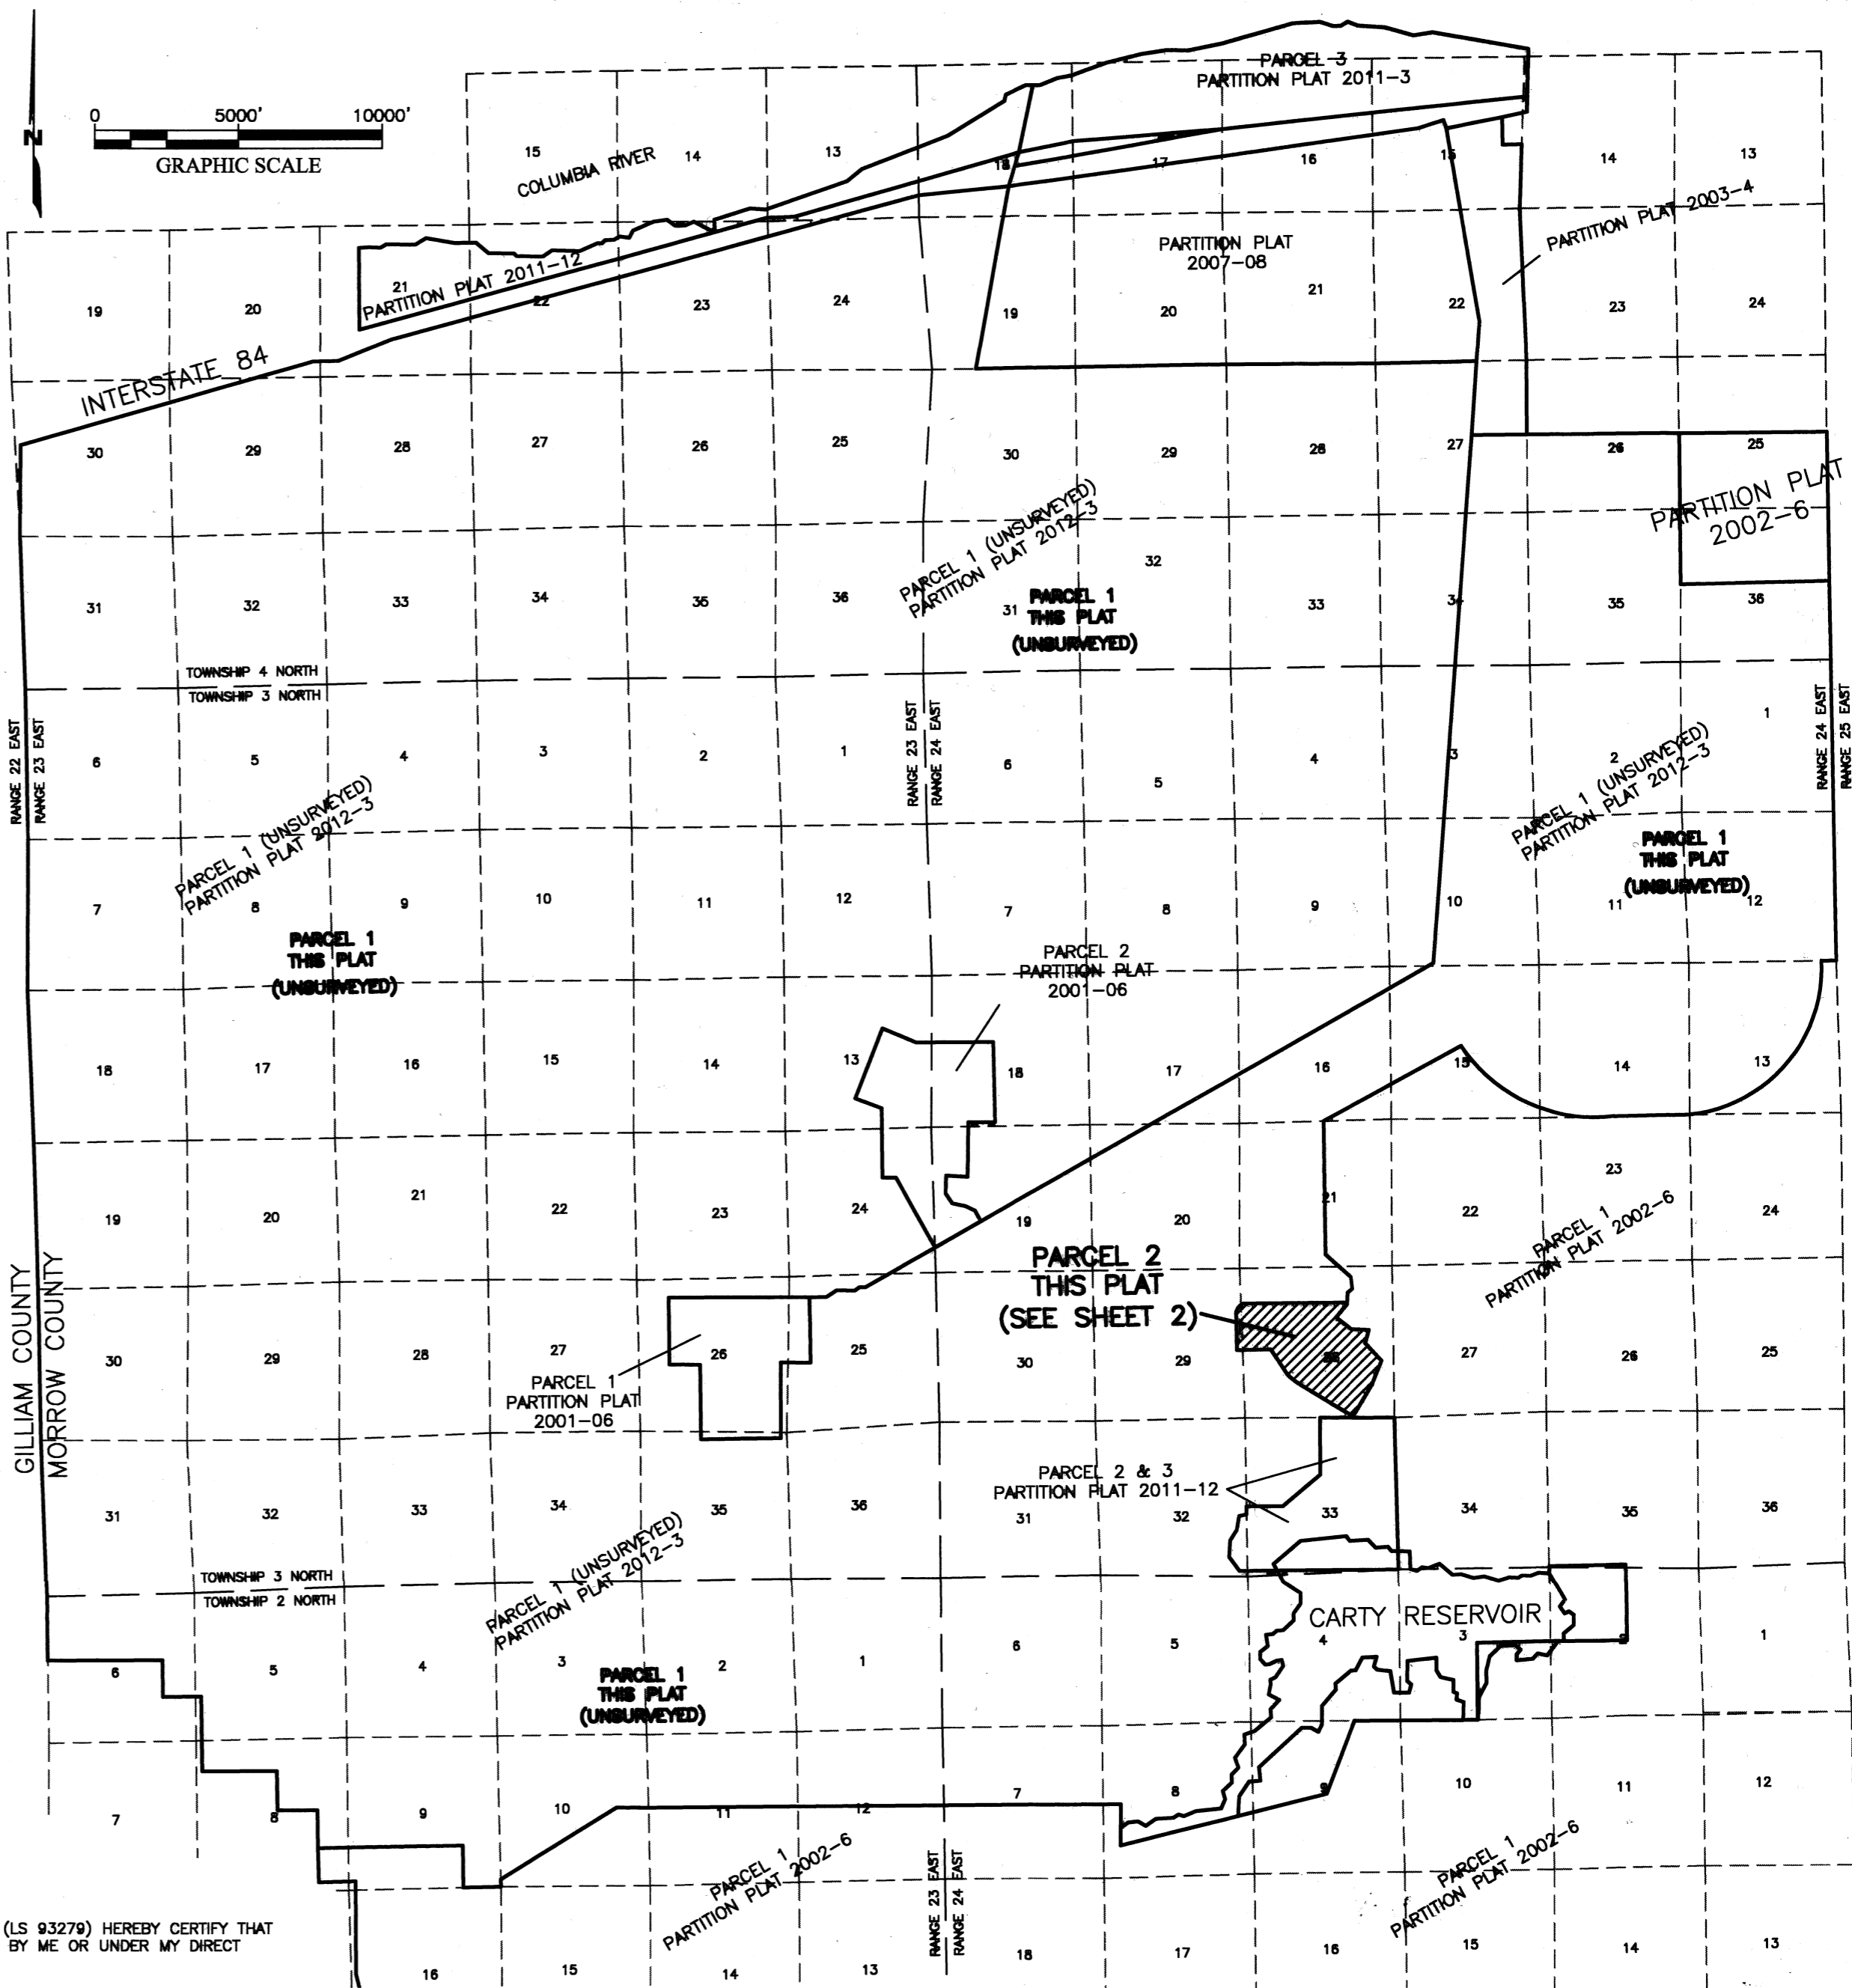 PARCEL 3
PARTITION PLAT 2011-3
0 5000' 10000'
N
GRAPHIC SCALE
COLUMBIA RIVER
15 14 13 18 17 16 15 14 13
PARTITION PLAT 2003-4
PARTITION PLAT
2007-08
PARTITION PLAT 2011-12
19 20 21 22 23 24 19 20 21 22 23 24
INTERSTATE 84
30 29 28 27 26 25 30 29 28 27 26 25
PARTITION PLAT
2002-6
PARCEL 1 (UNSURVEYED)
PARTITION PLAT 2012-3
31 32 33 34 35 36 31 32 33 34 35 36
PARCEL 1
THIS PLAT
(UNSURVEYED)
TOWNSHIP 4 NORTH
TOWNSHIP 3 NORTH
RANGE 22 EAST
RANGE 23 EAST
RANGE 23 EAST
RANGE 24 EAST
RANGE 24 EAST
RANGE 25 EAST
6 5 4 3 2 1 6 5 4 3 2 1
PARCEL 1 (UNSURVEYED)
PARTITION PLAT 2012-3
PARCEL 1 (UNSURVEYED)
PARTITION PLAT 2012-3
PARCEL 1
THIS PLAT
(UNSURVEYED)
7 8 9 10 11 12 7 8 9 10 11 12
PARCEL 1
THIS PLAT
(UNSURVEYED)
PARCEL 2
PARTITION PLAT
2001-06
18 17 16 15 14 13 18 17 16 15 14 13
19 20 21 22 23 24 19 20 21 22 23 24
PARCEL 1
PARTITION PLAT 2002-6
PARCEL 2
THIS PLAT
(SEE SHEET 2)
GILLIAM COUNTY
MORROW COUNTY
30 29 28 27 26 25 30 29 27 26 25
PARCEL 1
PARTITION PLAT
2001-06
PARCEL 2 & 3
PARTITION PLAT 2011-12
31 32 33 34 35 36 31 32 33 34 35 36
PARCEL 1 (UNSURVEYED)
PARTITION PLAT 2012-3
TOWNSHIP 3 NORTH
TOWNSHIP 2 NORTH
CARTY RESERVOIR
6 5 4 3 2 1 6 5 4 3 2 1
PARCEL 1
THIS PLAT
(UNSURVEYED)
7 8 9 10 11 12 7 8 9 10 11 12
PARCEL 1
PARTITION PLAT 2002-6
RANGE 23 EAST
RANGE 24 EAST
PARCEL 1
PARTITION PLAT 2002-6
(LS 93279) HEREBY CERTIFY THAT
BY ME OR UNDER MY DIRECT
16 15 14 13 18 17 16 15 14 13